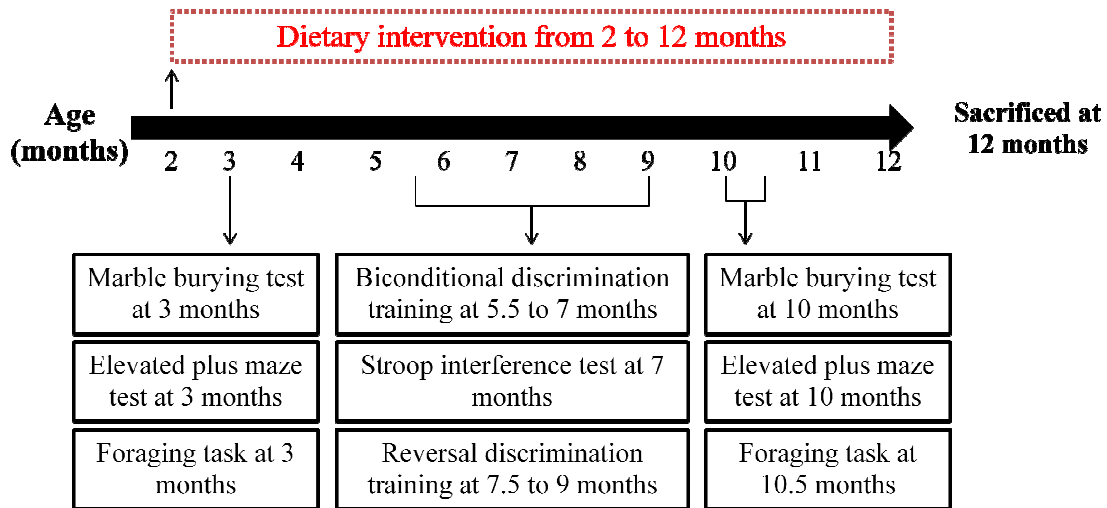 Dietary intervention from 2 to 12 months
Age
(months)
Sacrificed at
12 months
2 3 4 5 6 7 8 9 10 11 12
Marble burying test
at 3 months
Elevated plus maze
test at 3 months
Foraging task at 3
months
Biconditional discrimination
training at 5.5 to 7 months
Stroop interference test at 7
months
Reversal discrimination
training at 7.5 to 9 months
Marble burying test
at 10 months
Elevated plus maze
test at 10 months
Foraging task at
10.5 months